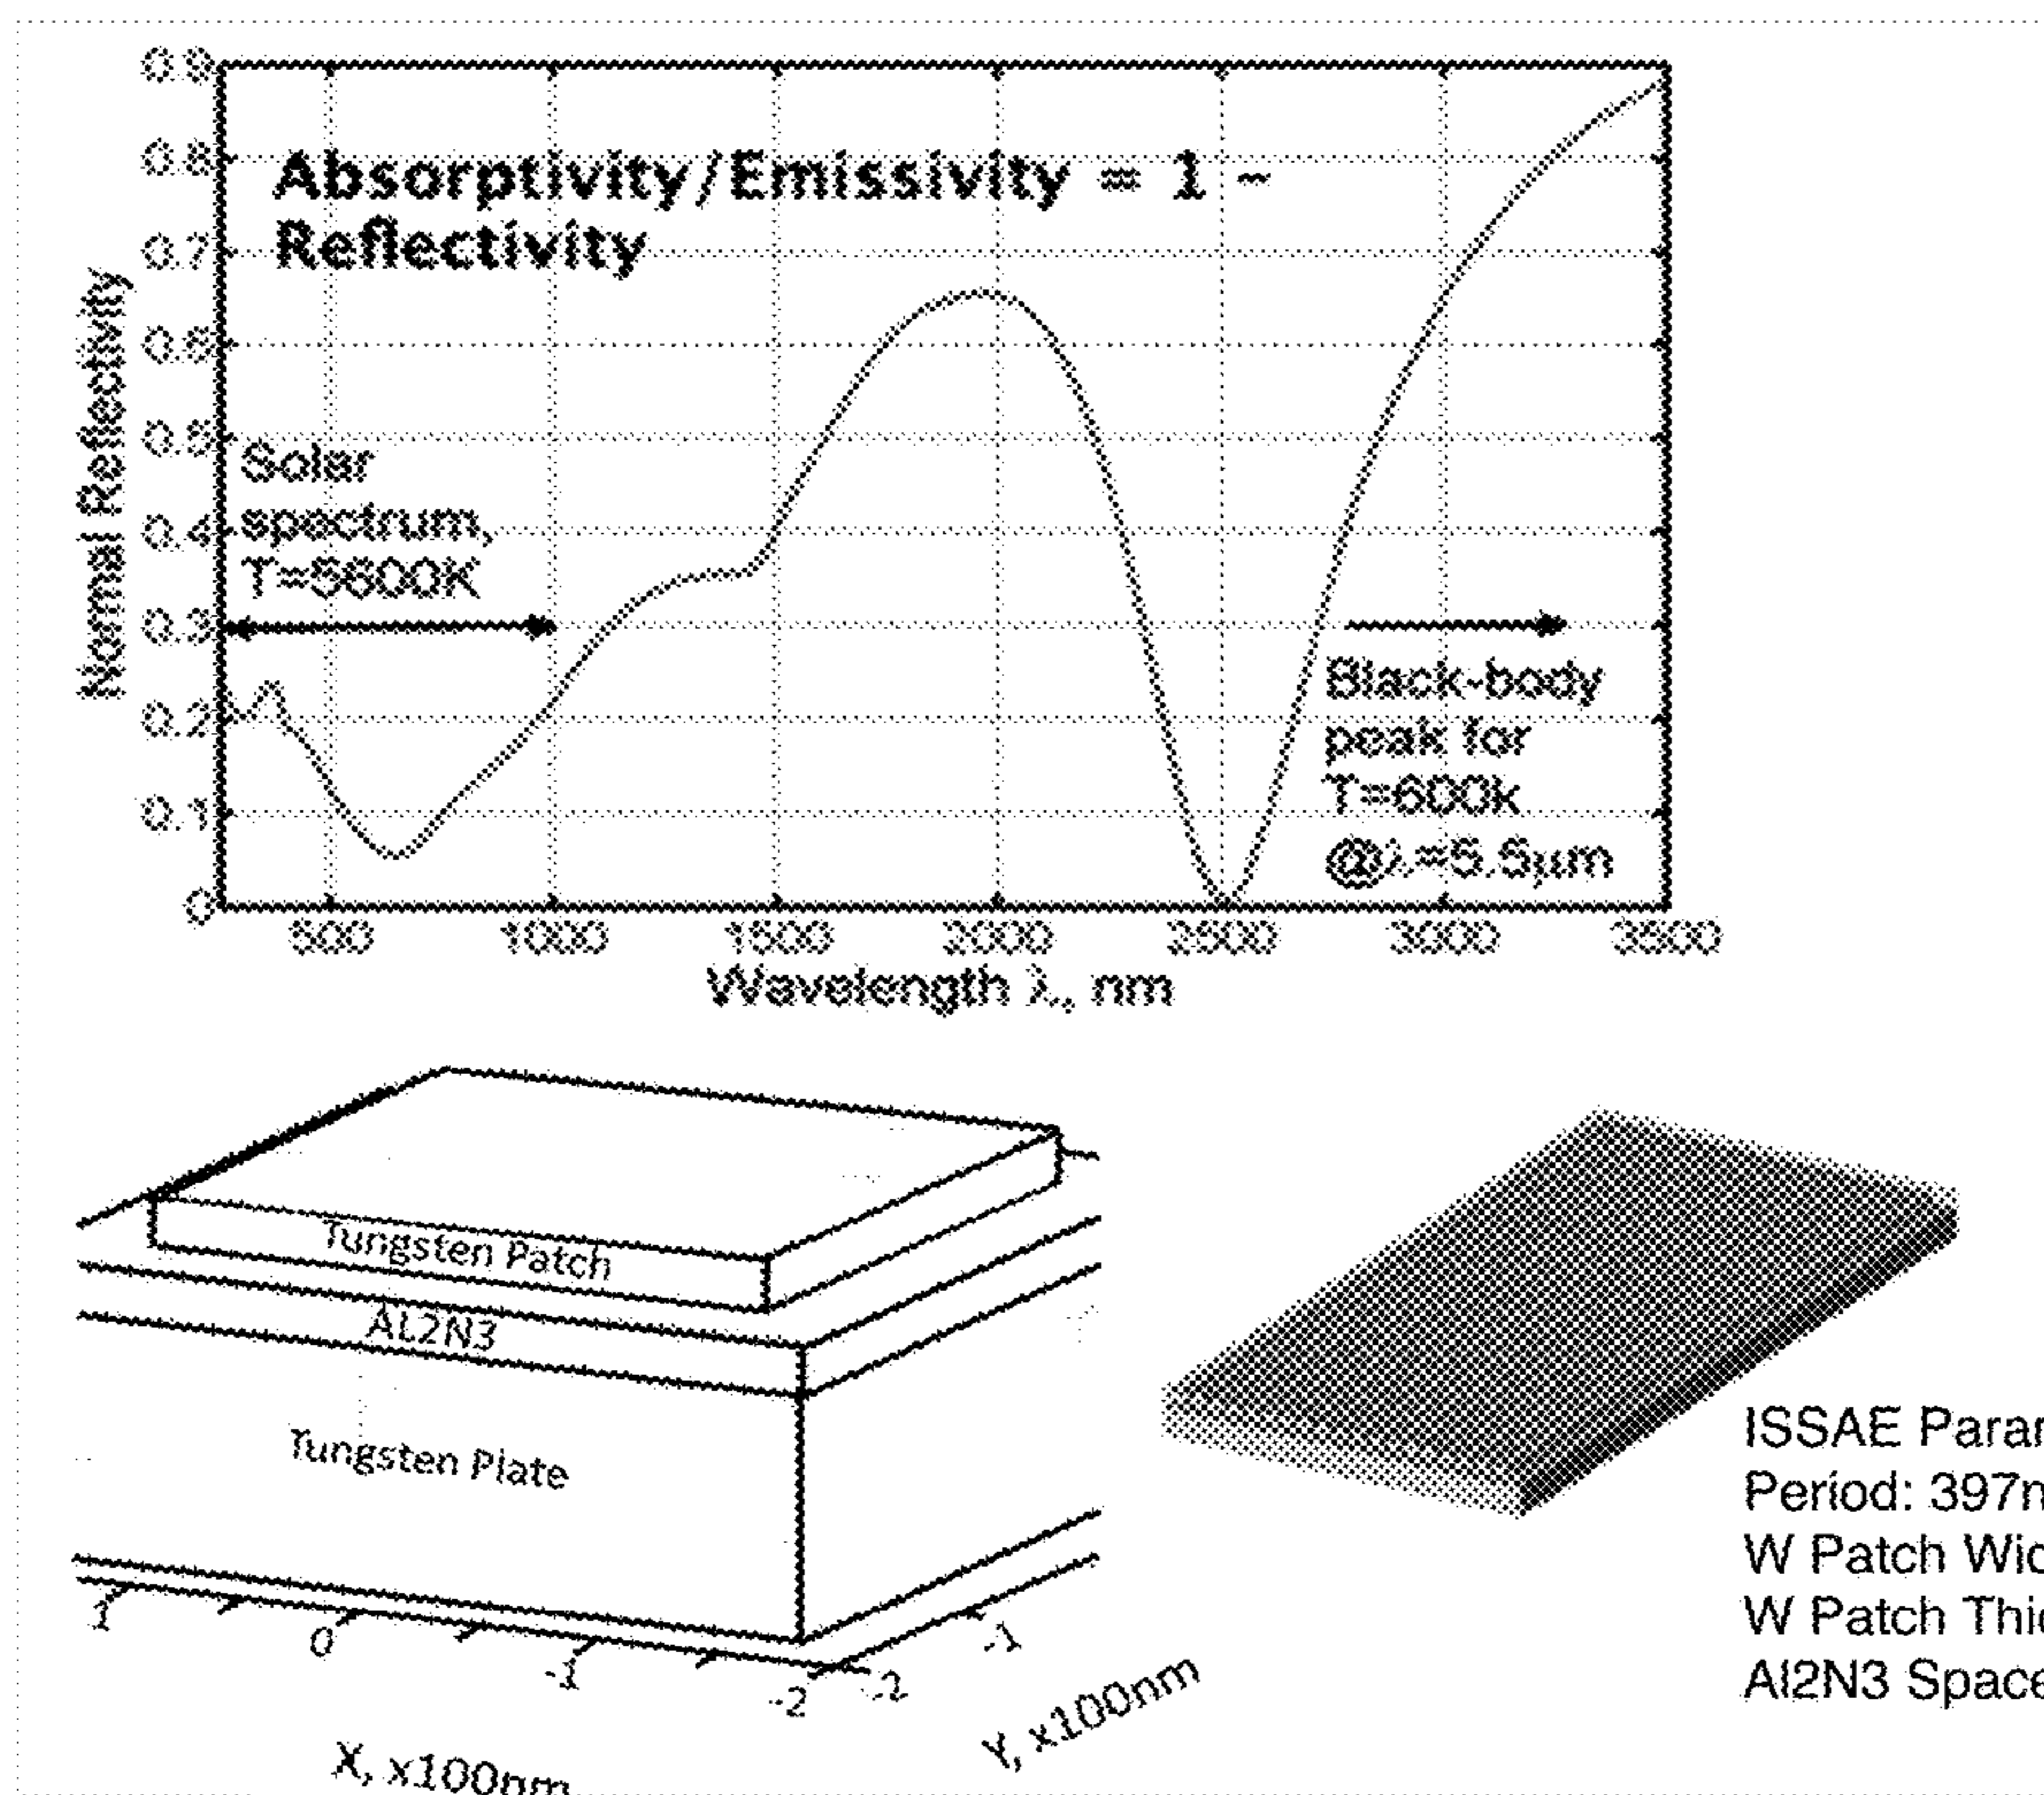 0.9
0.8
0.7
0.6
0.5
0.4
0.3
0.2
0.1
0
Normal Reflectivity
Absorptivity/Emissivity = 1 –
Reflectivity
Solar
spectrum,
T=5600K
Black-body
peak for
T=600k
@λ=5.5μm
500 1000 1500 2000 2500 3000 3500
Wavelength λ, nm
Tungsten Patch
AL2N3
Tungsten Plate
1 0 -1 -2
-2 -1
X, x100nm
Y, x100nm
ISSAE Param
Period: 397n
W Patch Wid
W Patch Thic
Al2N3 Space